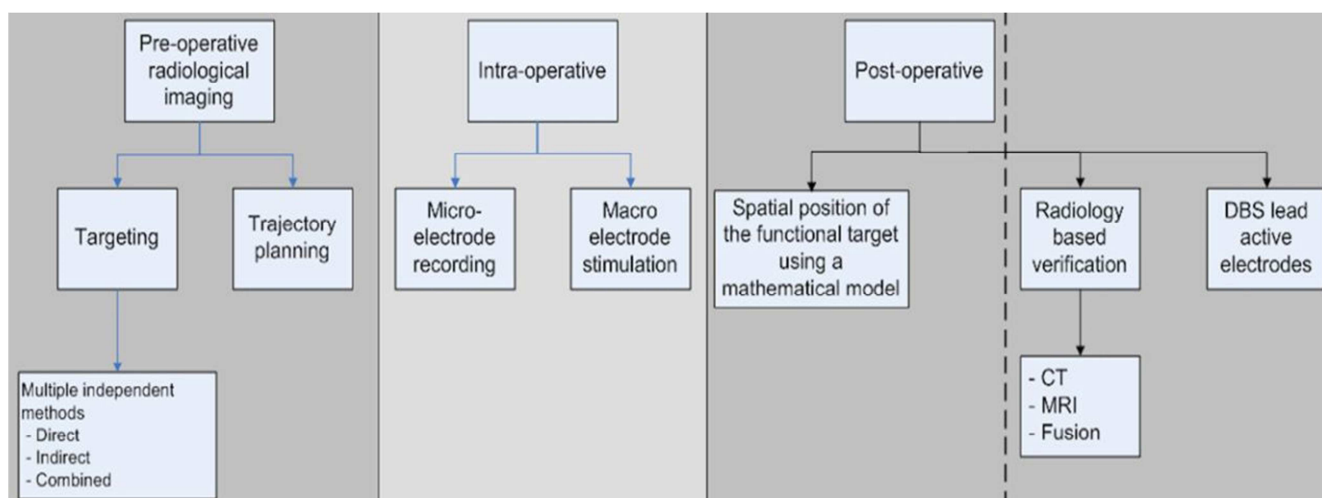 Pre-operative
radiological
imaging
Intra-operative
Post-operative
Targeting
Trajectory
planning
Micro-
electrode
recording
Macro
electrode
stimulation
Spatial position of
the functional target
using a
mathematical model
Radiology
based
verification
DBS lead
active
electrodes
Multiple independent
methods
- Direct
- Indirect
- Combined
- CT
- MRI
- Fusion